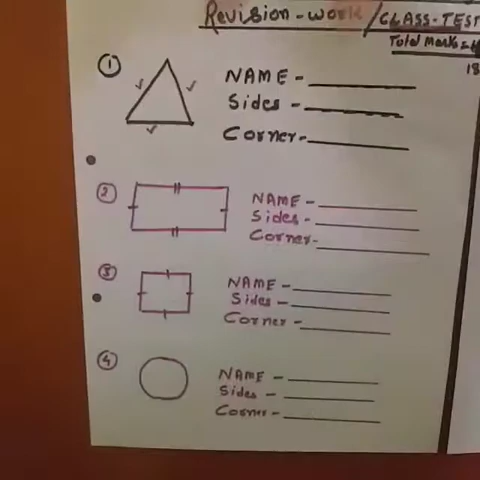 Revision-work/CLASS-TEST
Total Marks
18
① NAME-
Sides -
Corner-
② NAME-
Sides-
Corner-
③ NAME-
Sides-
Corner-
④ NAME-
Sides-
Corner-